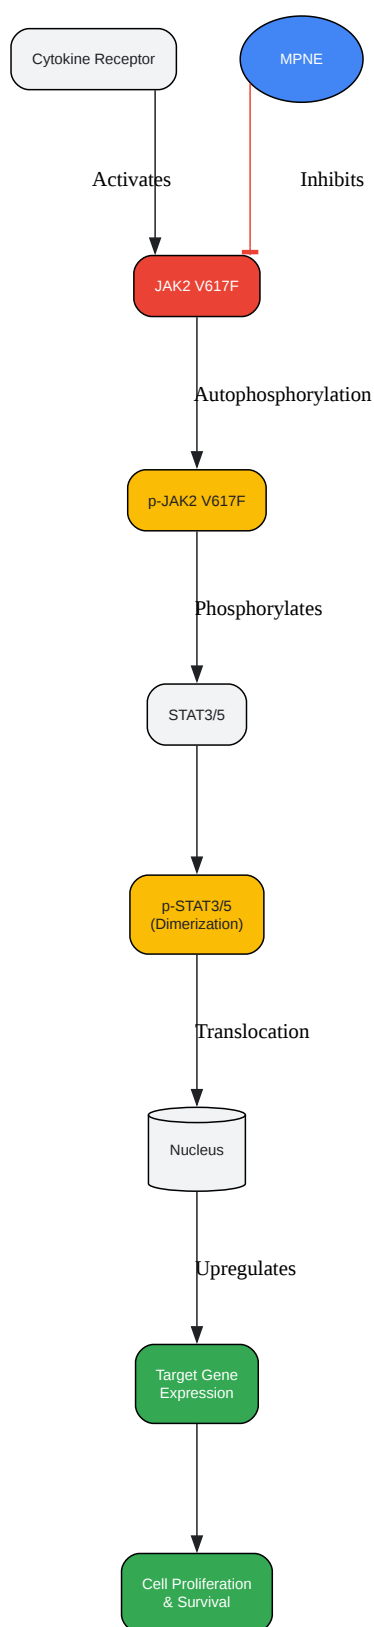 Cytokine Receptor
MPNE
Activates
Inhibits
JAK2 V617F
Autophosphorylation
p-JAK2 V617F
Phosphorylates
STAT3/5
p-STAT3/5
(Dimerization)
Translocation
Nucleus
Upregulates
Target Gene
Expression
Cell Proliferation
& Survival